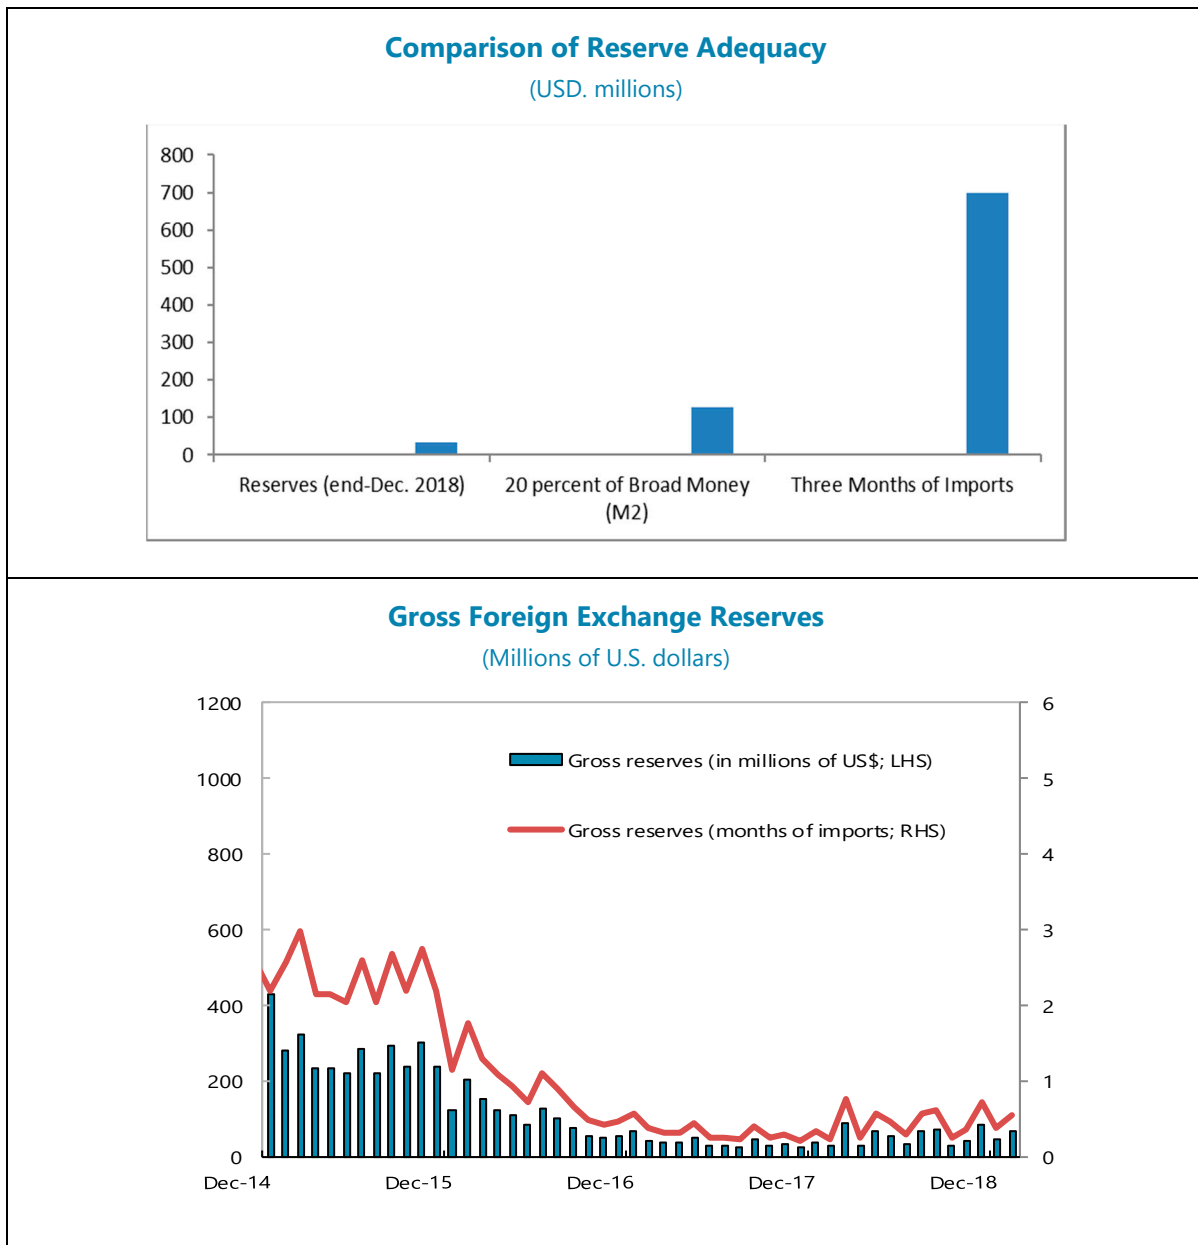 Comparison of Reserve Adequacy
(USD. millions)
800
700
600
500
400
300
200
100
0
Reserves (end-Dec. 2018)
20 percent of Broad Money
(M2)
Three Months of Imports
Gross Foreign Exchange Reserves
(Millions of U.S. dollars)
1200
1000
800
600
400
200
0
6
5
4
3
2
1
0
Gross reserves (in millions of US$; LHS)
Gross reserves (months of imports; RHS)
Dec-14
Dec-15
Dec-16
Dec-17
Dec-18